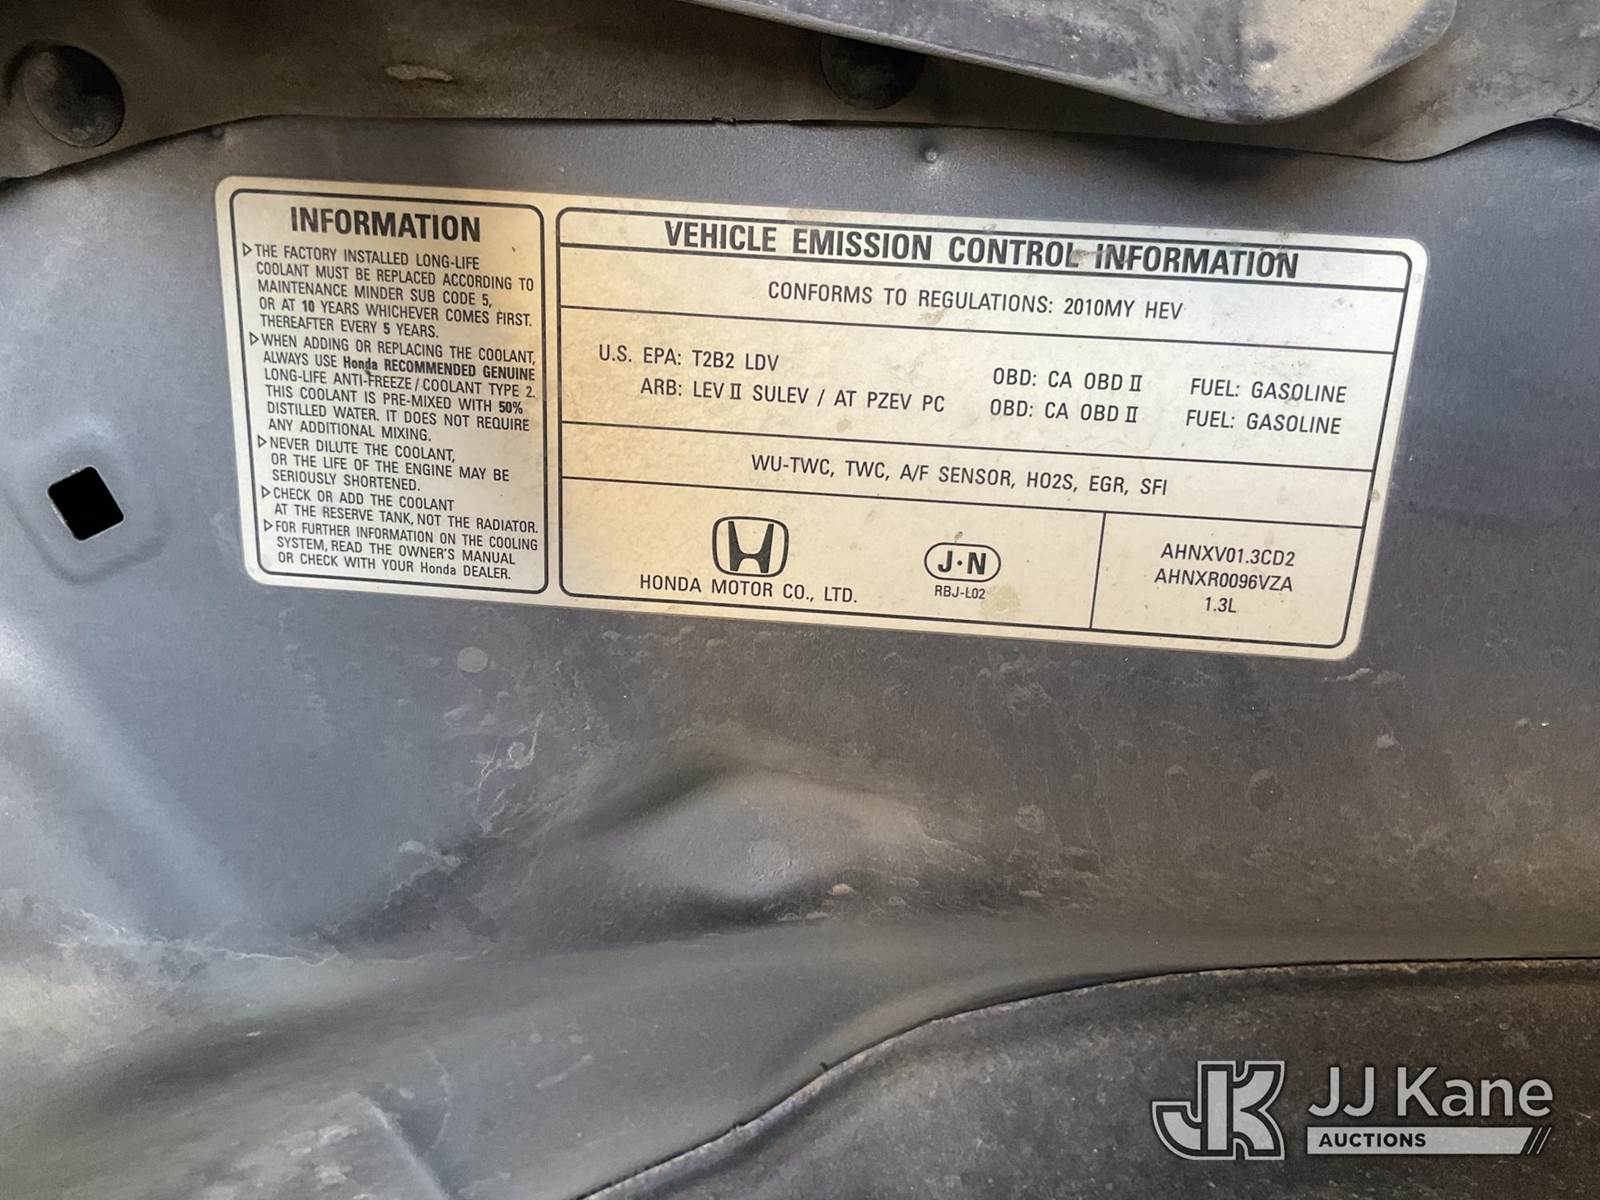 INFORMATION
▷THE FACTORY INSTALLED LONG-LIFE
COOLANT MUST BE REPLACED ACCORDING TO
MAINTENANCE MINDER SUB CODE 5,
OR AT 10 YEARS WHICHEVER COMES FIRST.
THEREAFTER EVERY 5 YEARS.
▷WHEN ADDING OR REPLACING THE COOLANT,
ALWAYS USE Honda RECOMMENDED GENUINE
LONG-LIFE ANTI-FREEZE/COOLANT TYPE 2.
THIS COOLANT IS PRE-MIXED WITH 50%
DISTILLED WATER. IT DOES NOT REQUIRE
ANY ADDITIONAL MIXING.
▷NEVER DILUTE THE COOLANT,
OR THE LIFE OF THE ENGINE MAY BE
SERIOUSLY SHORTENED.
▷CHECK OR ADD THE COOLANT
AT THE RESERVE TANK, NOT THE RADIATOR.
▷FOR FURTHER INFORMATION ON THE COOLING
SYSTEM, READ THE OWNER'S MANUAL
OR CHECK WITH YOUR Honda DEALER.
VEHICLE EMISSION CONTROL INFORMATION
CONFORMS TO REGULATIONS: 2010MY HEV
U.S. EPA: T2B2 LDV OBD: CA OBD II FUEL: GASOLINE
ARB: LEV II SULEV / AT PZEV PC OBD: CA OBD II FUEL: GASOLINE
WU-TWC, TWC, A/F SENSOR, HO2S, EGR, SFI
HONDA MOTOR CO., LTD.
J·N
RBJ-L02
AHNXV01.3CD2
AHNXR0096VZA
1.3L
JK JJ Kane
AUCTIONS